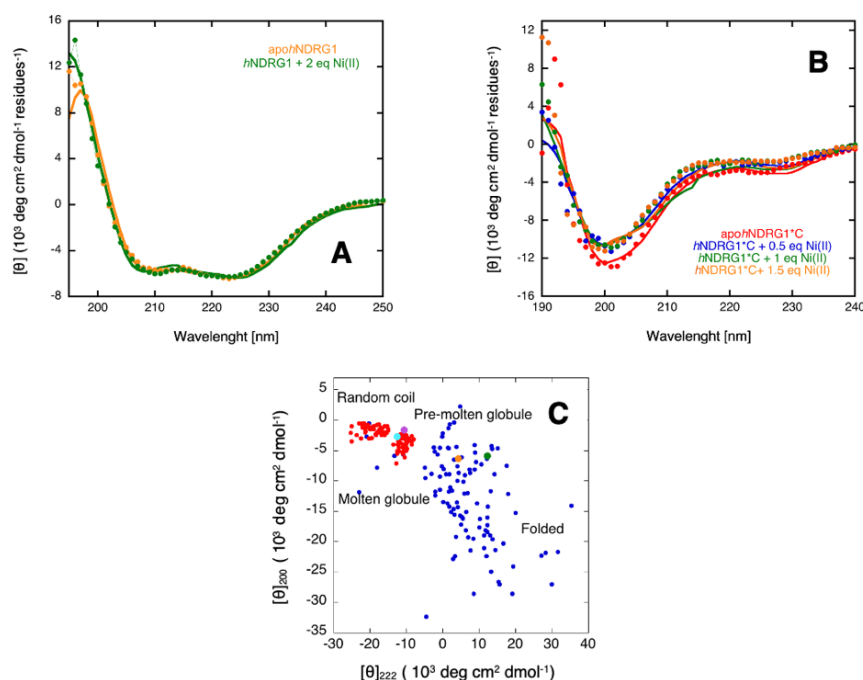 16
12
8
4
0
-4
-8
200
210
220
230
240
250
[θ] (10³ deg cm² dmol⁻¹ residues⁻¹)
Wavelenght [nm]
apohNDRG1
hNDRG1 + 2 eq Ni(II)
A
12
8
4
0
-4
-8
-12
-16
190
200
210
220
230
240
[θ] (10³ deg cm² dmol⁻¹ residues⁻¹)
Wavelenght [nm]
B
apohNDRG1*C
hNDRG1*C + 0.5 eq Ni(II)
hNDRG1*C + 1 eq Ni(II)
hNDRG1*C+ 1.5 eq Ni(II)
5
0
-5
-10
-15
-20
-25
-30
-35
-30
-20
-10
0
10
20
30
40
[θ]₂₀₀ ( 10³ deg cm² dmol⁻¹)
[θ]₂₂₂ ( 10³ deg cm² dmol⁻¹)
Random coil
Pre-molten globule
C
Molten globule
Folded